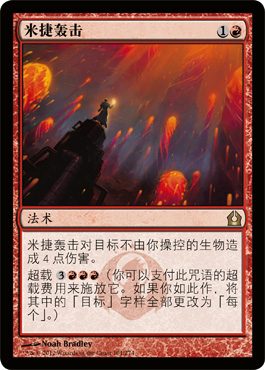 米捷轰击 1
法术
米捷轰击对目标不由你操控的生物造
成 4 点伤害。
超载 3 （你可以支付此咒语的超
载费用来施放它。如果你如此作，将
其中的「目标」字样全部更改为「每
个」。）
Noah Bradley